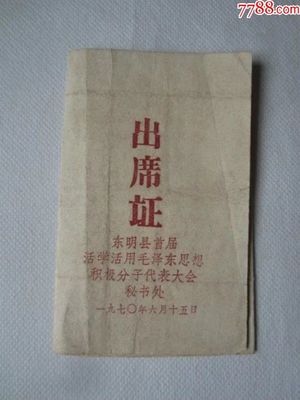 7788.com
出席证
东明县首届
活学活用毛泽东思想
积极分子代表大会
秘书处
一九七〇年六月十五日